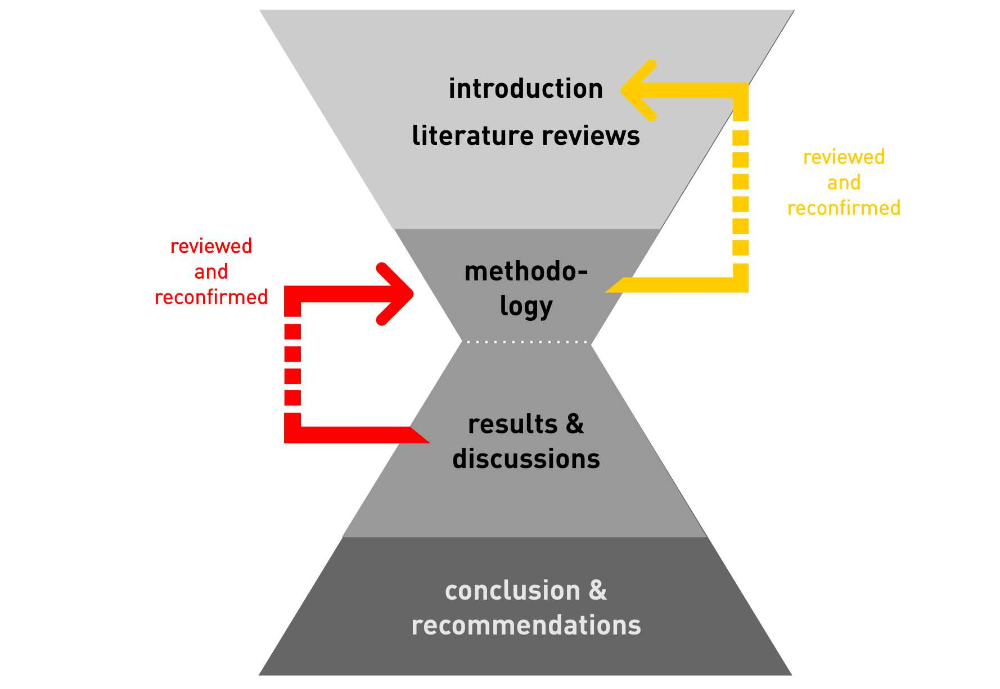 introduction
literature reviews
reviewed
and
reconfirmed
reviewed
and
reconfirmed
methodo-
logy
results &
discussions
conclusion &
recommendations